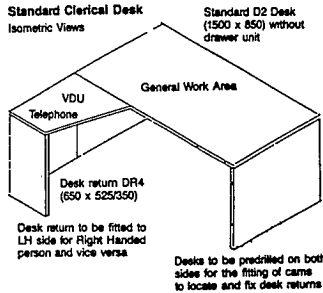 Standard Clerical Desk
Isometric Views
Standard D2 Desk
(1500 x 850) without
drawer unit
VDU
Telephone
General Work Area
Desk return DR4
(650 x 525/350)
Desk return to be fitted to
LH side for Right Handed
person and vice versa
Desks to be predrilled on both
sides for the fitting of cams
to locate and fix desk returns